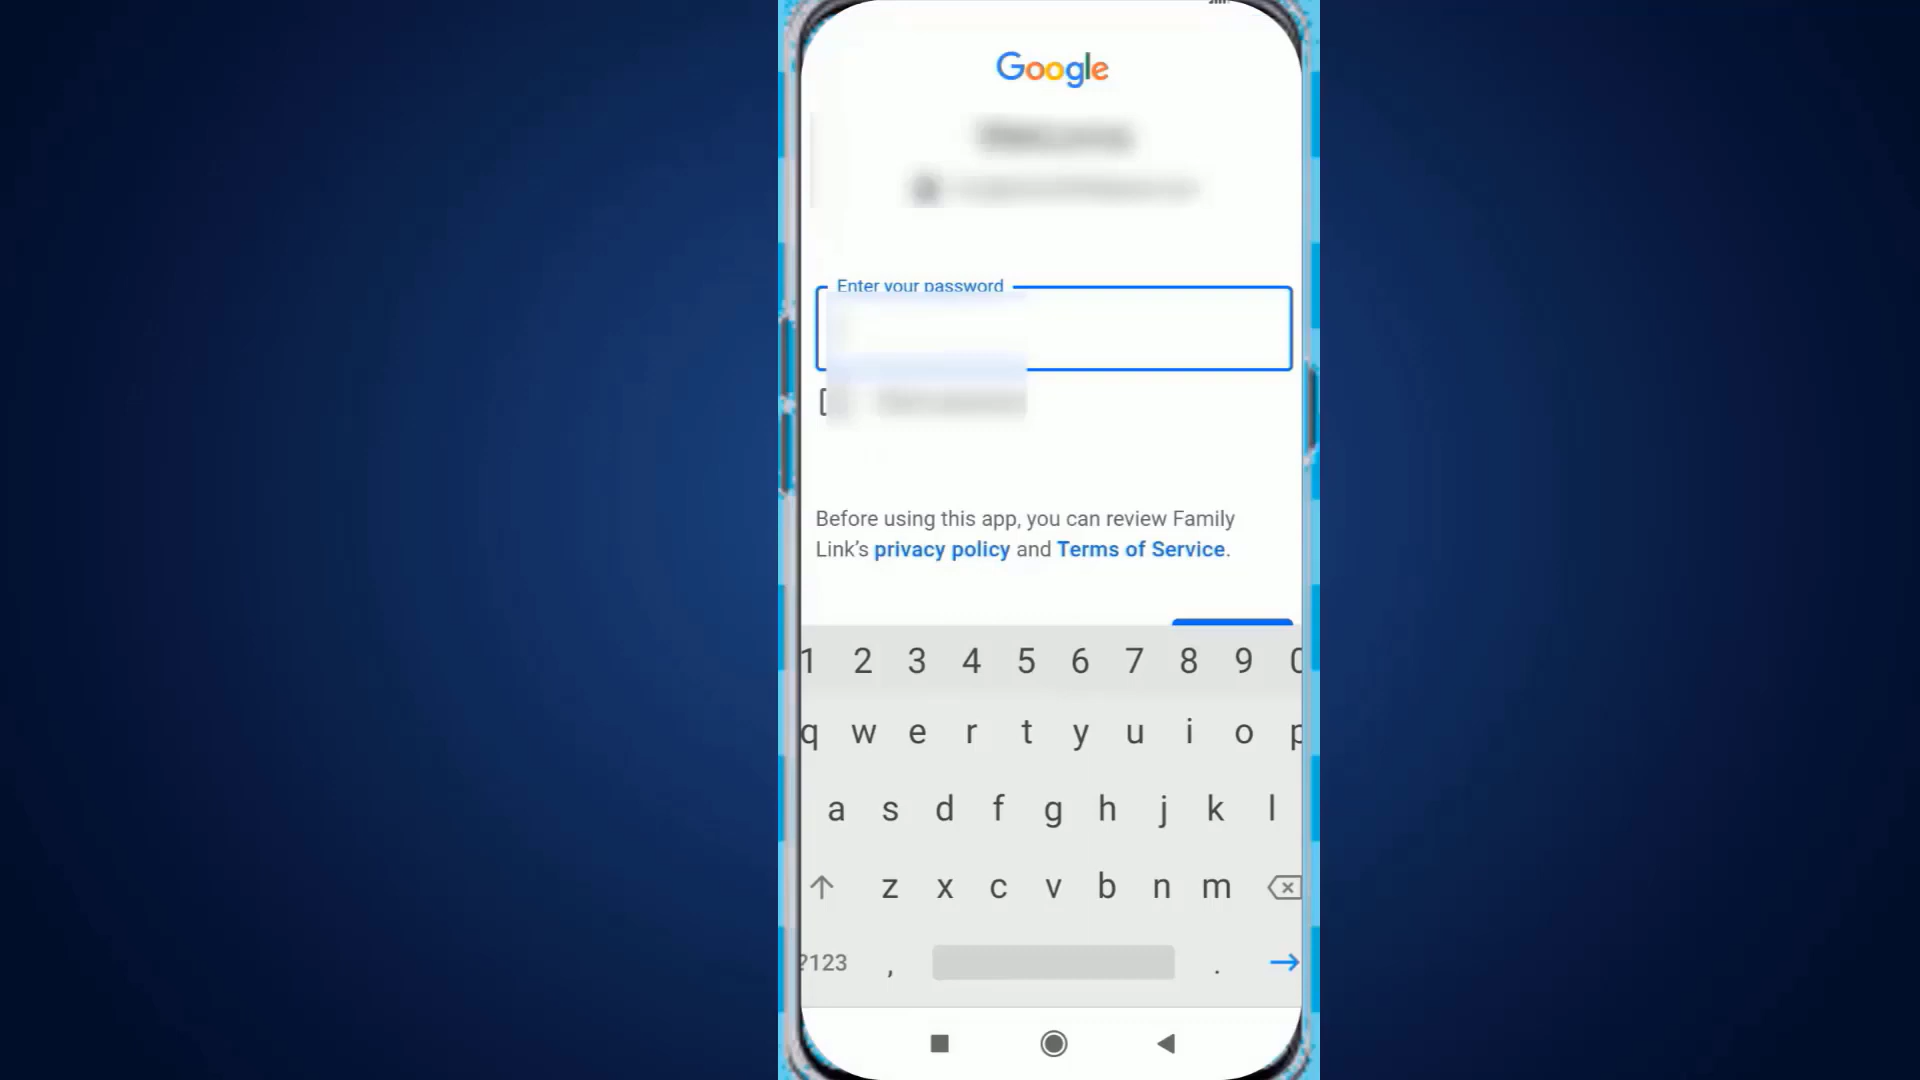 Google
Enter your password
Before using this app, you can review Family
Link's privacy policy and Terms of Service.
1 2 3 4 5 6 7 8 9 0
q w e r t y u i o p
a s d f g h j k l
z x c v b n m
?123 , .